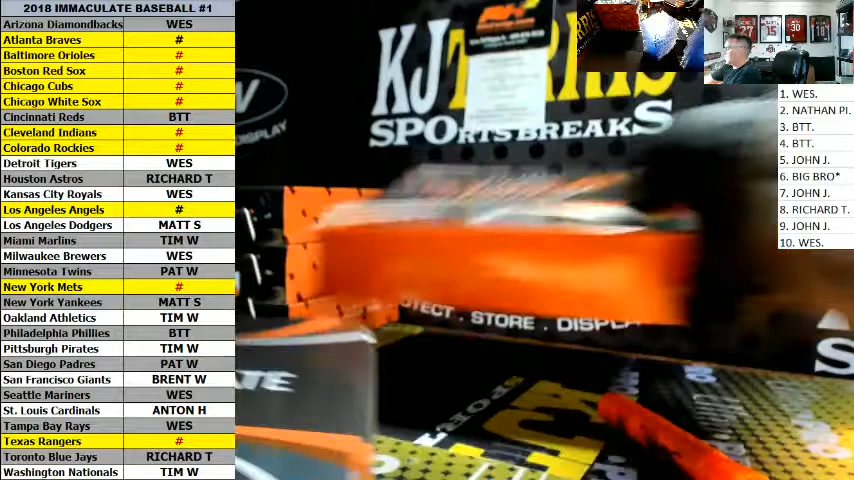 2018 IMMACULATE BASEBALL #1
Arizona Diamondbacks WES
Atlanta Braves #
Baltimore Orioles #
Boston Red Sox #
Chicago Cubs #
Chicago White Sox #
Cincinnati Reds BTT
Cleveland Indians #
Colorado Rockies #
Detroit Tigers WES
Houston Astros RICHARD T
Kansas City Royals WES
Los Angeles Angels #
Los Angeles Dodgers MATT S
Miami Marlins TIM W
Milwaukee Brewers WES
Minnesota Twins PAT W
New York Mets #
New York Yankees MATT S
Oakland Athletics TIM W
Philadelphia Phillies BTT
Pittsburgh Pirates TIM W
San Diego Padres PAT W
San Francisco Giants BRENT W
Seattle Mariners WES
St. Louis Cardinals ANTON H
Tampa Bay Rays WES
Texas Rangers #
Toronto Blue Jays RICHARD T
Washington Nationals TIM W
KJ
SPORTS BREAKS
DISPLAY
STORE . DISPLA
1. WES.
2. NATHAN PI.
3. BTT.
4. BTT.
5. JOHN J.
6. BIG BRO*
7. JOHN J.
8. RICHARD T.
9. JOHN J.
10. WES.